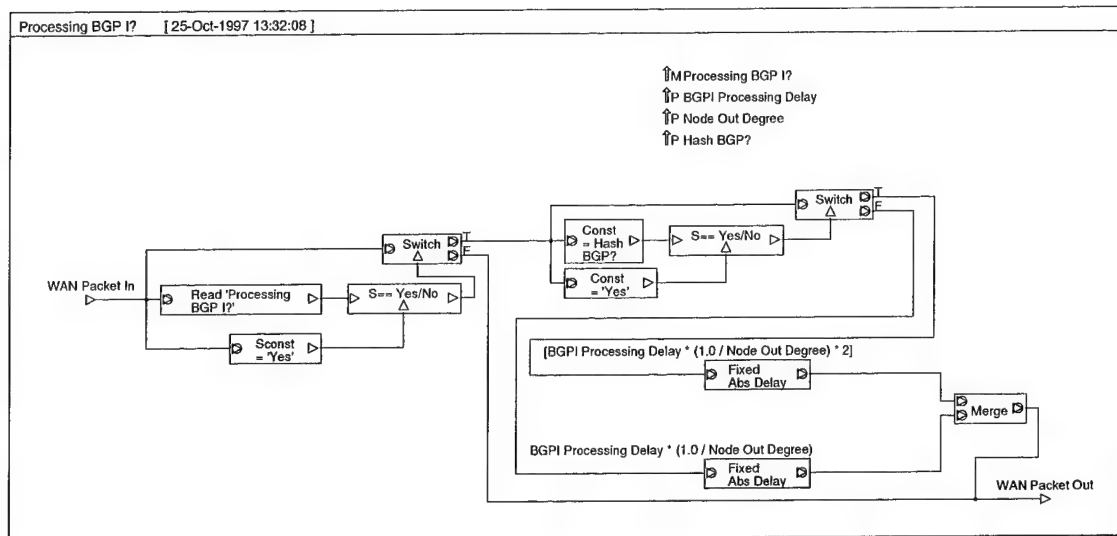 Processing BGP I? [ 25-Oct-1997 13:32:08 ]
⇑M Processing BGP I?
⇑P BGPI Processing Delay
⇑P Node Out Degree
⇑P Hash BGP?
Switch
T
F
Const
= Hash
BGP?
S== Yes/No
Const
= 'Yes'
Switch
T
F
WAN Packet In
Read 'Processing
BGP I?'
S== Yes/No
Sconst
= 'Yes'
[BGPI Processing Delay * (1.0 / Node Out Degree) * 2]
Fixed
Abs Delay
Merge
BGPI Processing Delay * (1.0 / Node Out Degree)
Fixed
Abs Delay
WAN Packet Out